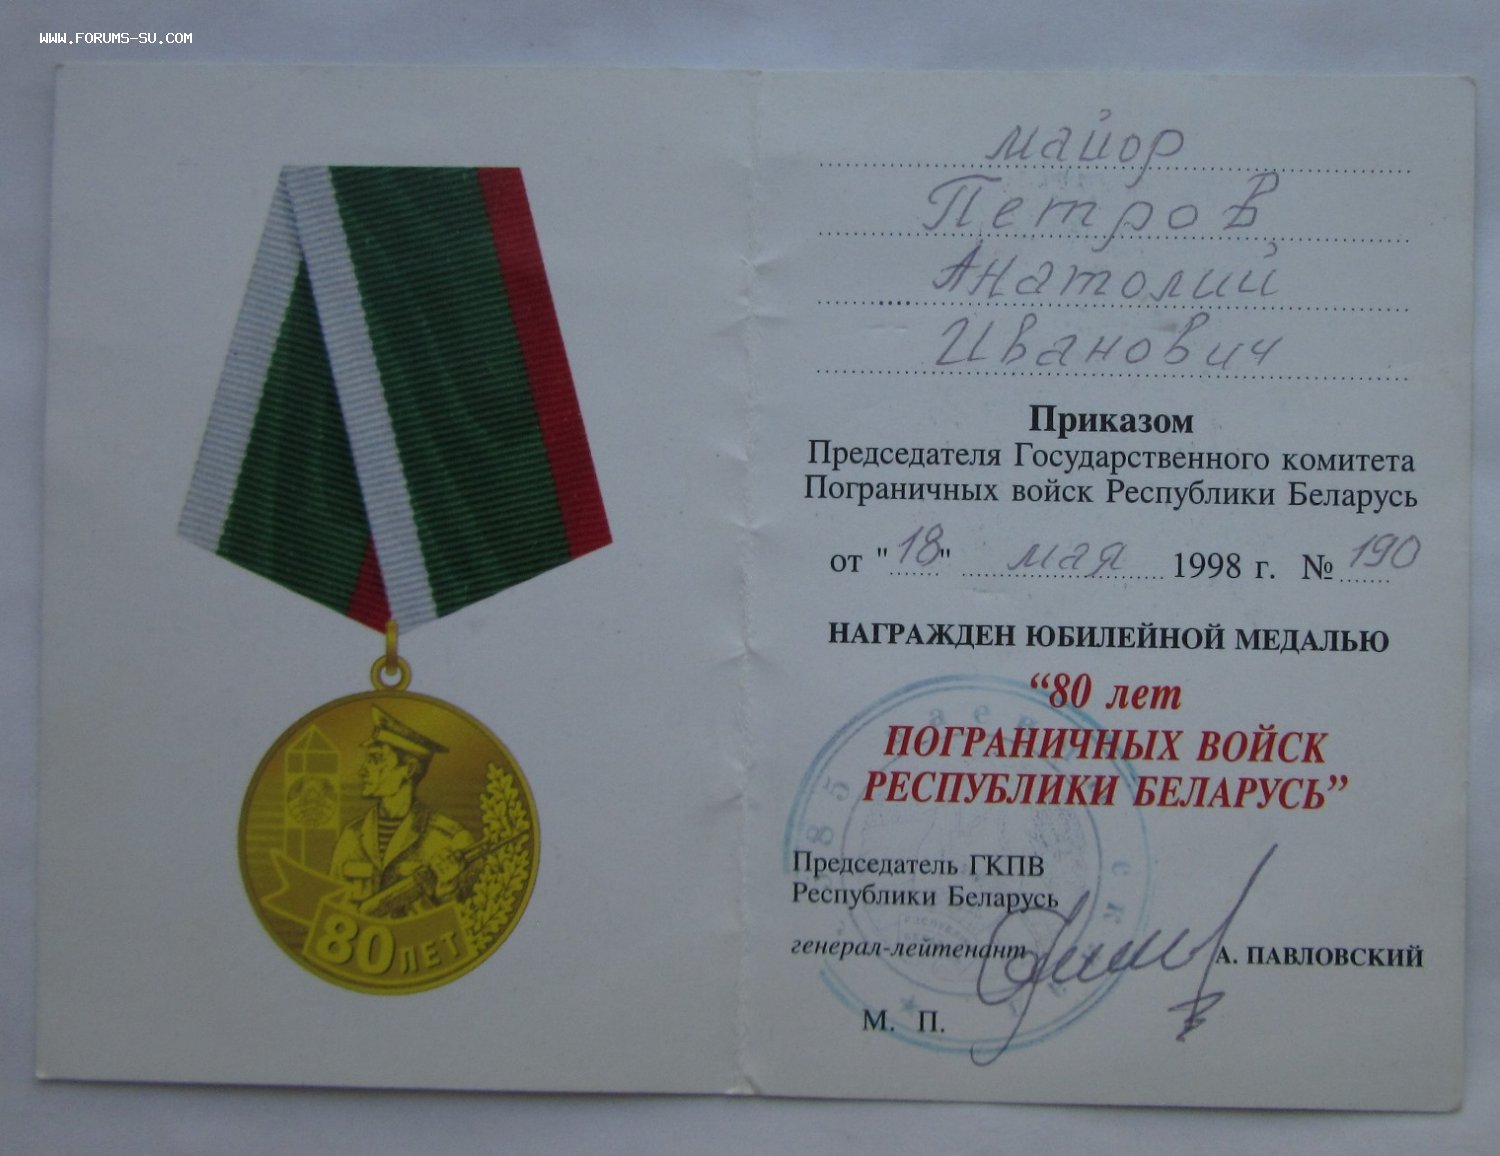 WWW.FORUMS-SU.COM
80 ЛЕТ
майор
Петров
Анатолий
Иванович
Приказом
Председателя Государственного комитета
Пограничных войск Республики Беларусь
от "18" мая 1998 г. № 190
НАГРАЖДЕН ЮБИЛЕЙНОЙ МЕДАЛЬЮ
“80 лет
ПОГРАНИЧНЫХ ВОЙСК
РЕСПУБЛИКИ БЕЛАРУСЬ”
Председатель ГКПВ
Республики Беларусь
генерал-лейтенант А. ПАВЛОВСКИЙ
М. П.